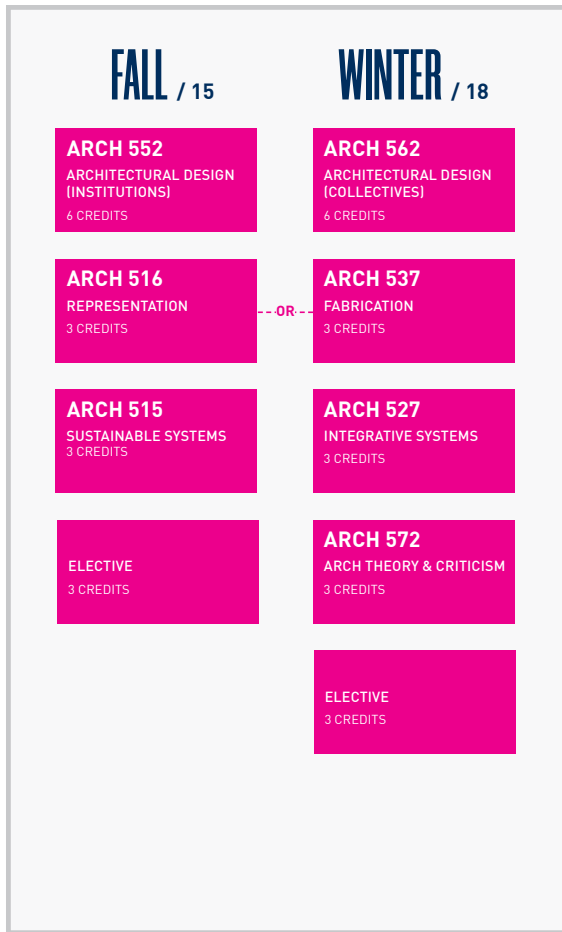 FALL / 15
ARCH 552
ARCHITECTURAL DESIGN
(INSTITUTIONS)
6 CREDITS
ARCH 516
REPRESENTATION
3 CREDITS
OR
ARCH 515
SUSTAINABLE SYSTEMS
3 CREDITS
ELECTIVE
3 CREDITS
WINTER / 18
ARCH 562
ARCHITECTURAL DESIGN
(COLLECTIVES)
6 CREDITS
ARCH 537
FABRICATION
3 CREDITS
ARCH 527
INTEGRATIVE SYSTEMS
3 CREDITS
ARCH 572
ARCH THEORY & CRITICISM
3 CREDITS
ELECTIVE
3 CREDITS